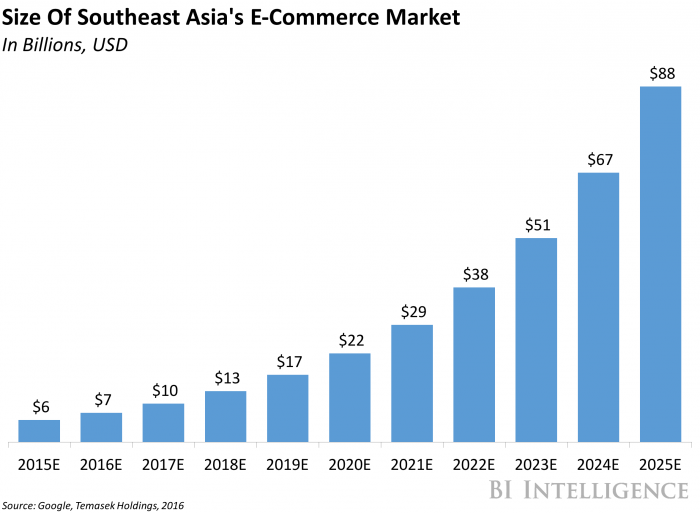 Size Of Southeast Asia's E-Commerce Market
In Billions, USD
$6
$7
$10
$13
$17
$22
$29
$38
$51
$67
$88
2015E 2016E 2017E 2018E 2019E 2020E 2021E 2022E 2023E 2024E 2025E
Source: Google, Temasek Holdings, 2016
BI INTELLIGENCE